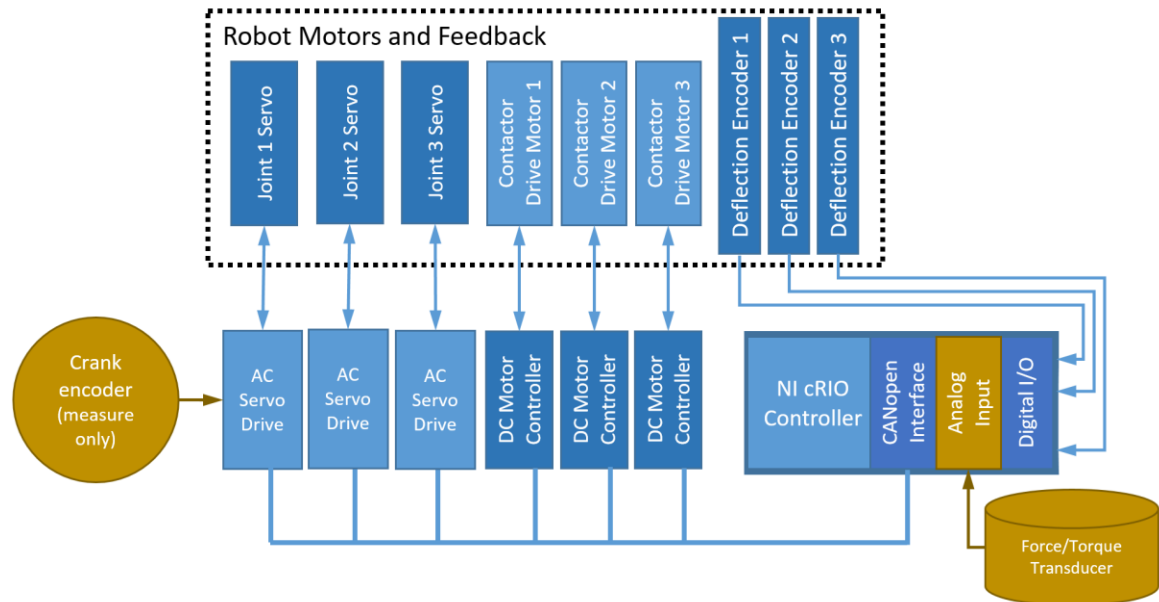 Robot Motors and Feedback
Joint 1 Servo
Joint 2 Servo
Joint 3 Servo
Contactor
Drive Motor 1
Contactor
Drive Motor 2
Contactor
Drive Motor 3
Deflection Encoder 1
Deflection Encoder 2
Deflection Encoder 3
Crank
encoder
(measure
only)
AC
Servo
Drive
AC
Servo
Drive
AC
Servo
Drive
DC Motor
Controller
DC Motor
Controller
DC Motor
Controller
NI cRIO
Controller
CANopen
Interface
Analog
Input
Digital I/O
Force/Torque
Transducer